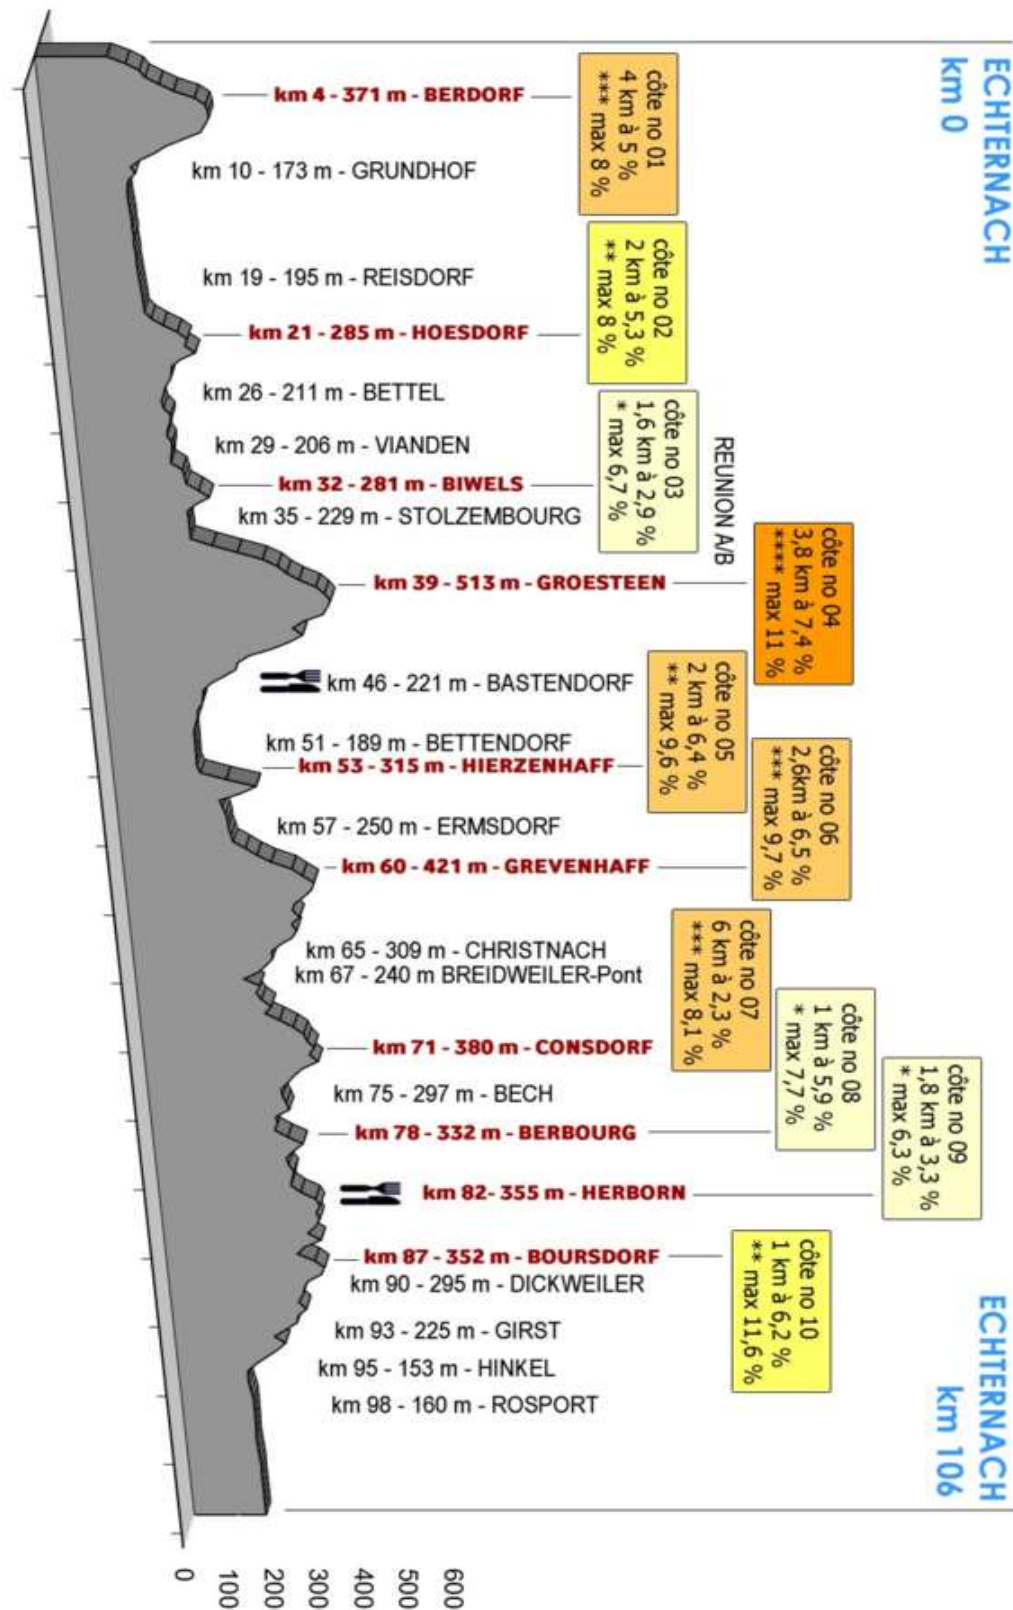 ECHTERNACH
km 0
km 4 - 371 m - BERDORF
côte no 01
4 km à 5 %
*** max 8 %
km 10 - 173 m - GRUNDHOF
km 19 - 195 m - REISDORF
km 21 - 285 m - HOESDORF
côte no 02
2 km à 5,3 %
** max 8 %
km 26 - 211 m - BETTEL
km 29 - 206 m - VIANDEN
km 32 - 281 m - BIWELS
côte no 03
1,6 km à 2,9 %
* max 6,7 %
REUNION A/B
km 35 - 229 m - STOLZEMBOURG
km 39 - 513 m - GROESTEEN
côte no 04
3,8 km à 7,4 %
**** max 11 %
km 46 - 221 m - BASTENDORF
km 51 - 189 m - BETTENDORF
km 53 - 315 m - HIERZENHAFF
côte no 05
2 km à 6,4 %
** max 9,6 %
km 57 - 250 m - ERMSDORF
km 60 - 421 m - GREVENHAFF
côte no 06
2,6km à 6,5 %
*** max 9,7 %
km 65 - 309 m - CHRISTNACH
km 67 - 240 m BREIDWEILER-Pont
km 71 - 380 m - CONSDORF
côte no 07
6 km à 2,3 %
*** max 8,1 %
km 75 - 297 m - BECH
km 78 - 332 m - BERBOURG
côte no 08
1 km à 5,9 %
* max 7,7 %
km 82- 355 m - HERBORN
côte no 09
1,8 km à 3,3 %
* max 6,3 %
km 87 - 352 m - BOURSDORF
côte no 10
1 km à 6,2 %
** max 11,6 %
km 90 - 295 m - DICKWEILER
km 93 - 225 m - GIRST
km 95 - 153 m - HINKEL
km 98 - 160 m - ROSPORT
ECHTERNACH
km 106
0
100
200
300
400
500
600